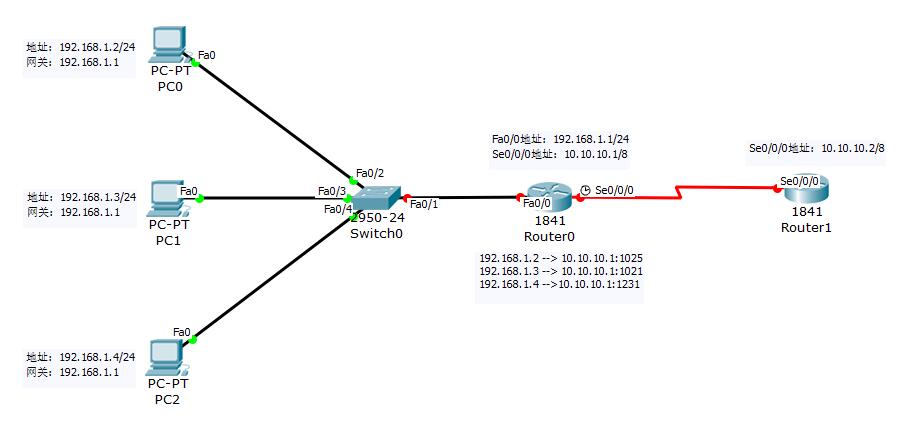 地址：192.168.1.2/24
网关：192.168.1.1
Fa0
PC-PT
PC0
地址：192.168.1.3/24
网关：192.168.1.1
Fa0
PC-PT
PC1
地址：192.168.1.4/24
网关：192.168.1.1
Fa0
PC-PT
PC2
Fa0/2
Fa0/3
Fa0/4
Fa0/1
2950-24
Switch0
Fa0/0地址：192.168.1.1/24
Se0/0/0地址：10.10.10.1/8
Fa0/0
Se0/0/0
1841
Router0
192.168.1.2 --> 10.10.10.1:1025
192.168.1.3 --> 10.10.10.1:1021
192.168.1.4 -->10.10.10.1:1231
Se0/0/0地址：10.10.10.2/8
Se0/0/0
1841
Router1